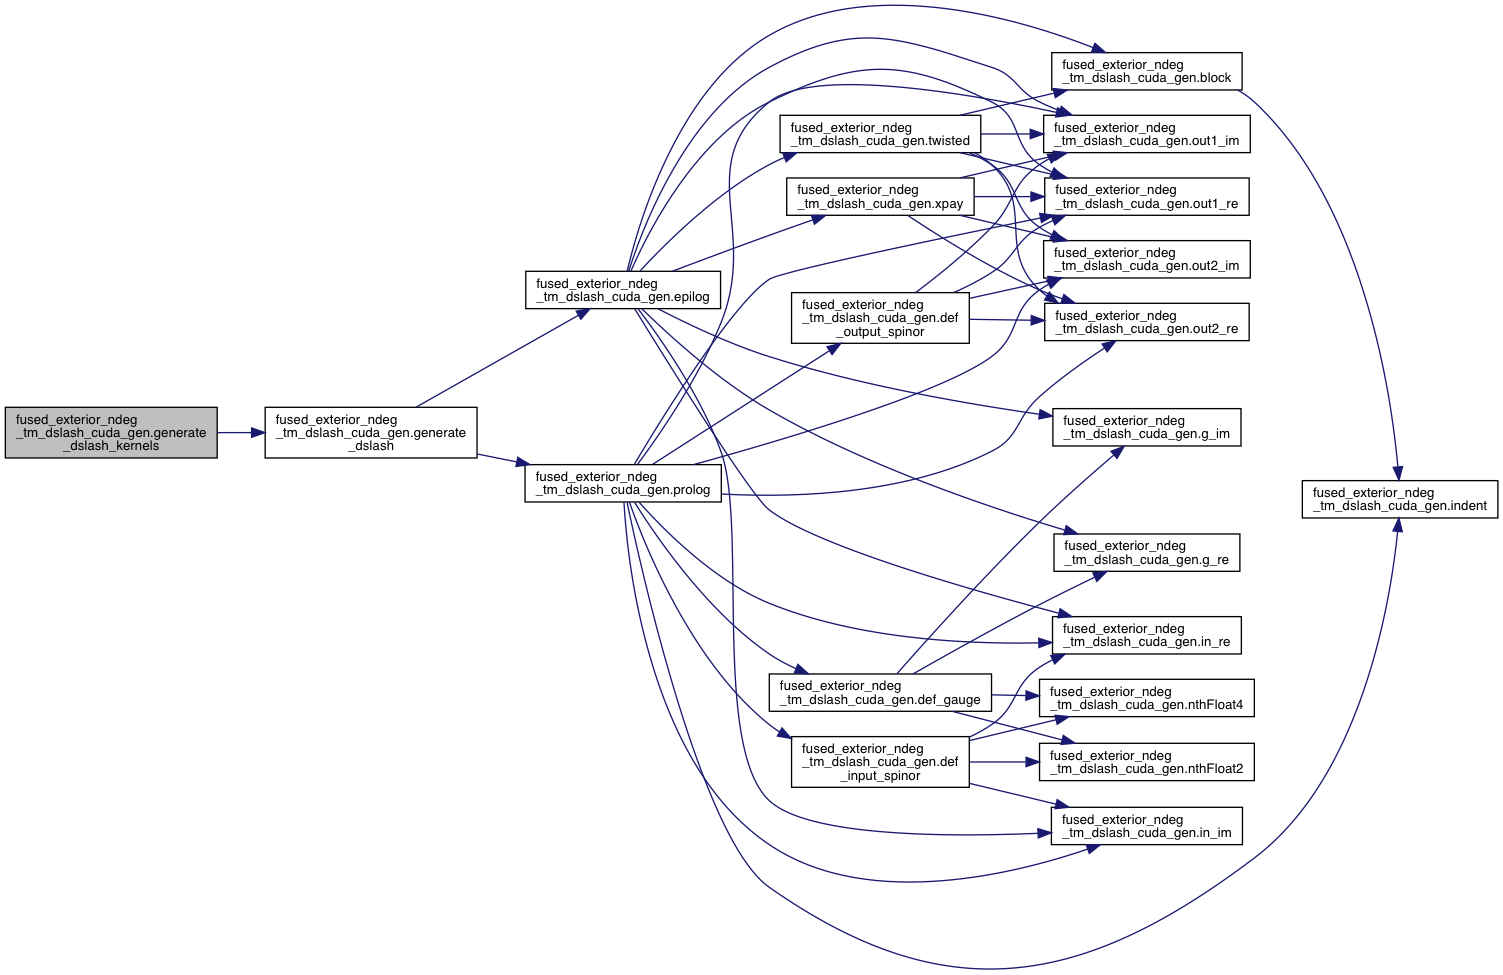 fused_exterior_ndeg
_tm_dslash_cuda_gen.generate
_dslash_kernels
fused_exterior_ndeg
_tm_dslash_cuda_gen.generate
_dslash
fused_exterior_ndeg
_tm_dslash_cuda_gen.epilog
fused_exterior_ndeg
_tm_dslash_cuda_gen.prolog
fused_exterior_ndeg
_tm_dslash_cuda_gen.twisted
fused_exterior_ndeg
_tm_dslash_cuda_gen.xpay
fused_exterior_ndeg
_tm_dslash_cuda_gen.def
_output_spinor
fused_exterior_ndeg
_tm_dslash_cuda_gen.def_gauge
fused_exterior_ndeg
_tm_dslash_cuda_gen.def
_input_spinor
fused_exterior_ndeg
_tm_dslash_cuda_gen.block
fused_exterior_ndeg
_tm_dslash_cuda_gen.out1_im
fused_exterior_ndeg
_tm_dslash_cuda_gen.out1_re
fused_exterior_ndeg
_tm_dslash_cuda_gen.out2_im
fused_exterior_ndeg
_tm_dslash_cuda_gen.out2_re
fused_exterior_ndeg
_tm_dslash_cuda_gen.g_im
fused_exterior_ndeg
_tm_dslash_cuda_gen.g_re
fused_exterior_ndeg
_tm_dslash_cuda_gen.in_re
fused_exterior_ndeg
_tm_dslash_cuda_gen.nthFloat4
fused_exterior_ndeg
_tm_dslash_cuda_gen.nthFloat2
fused_exterior_ndeg
_tm_dslash_cuda_gen.in_im
fused_exterior_ndeg
_tm_dslash_cuda_gen.indent